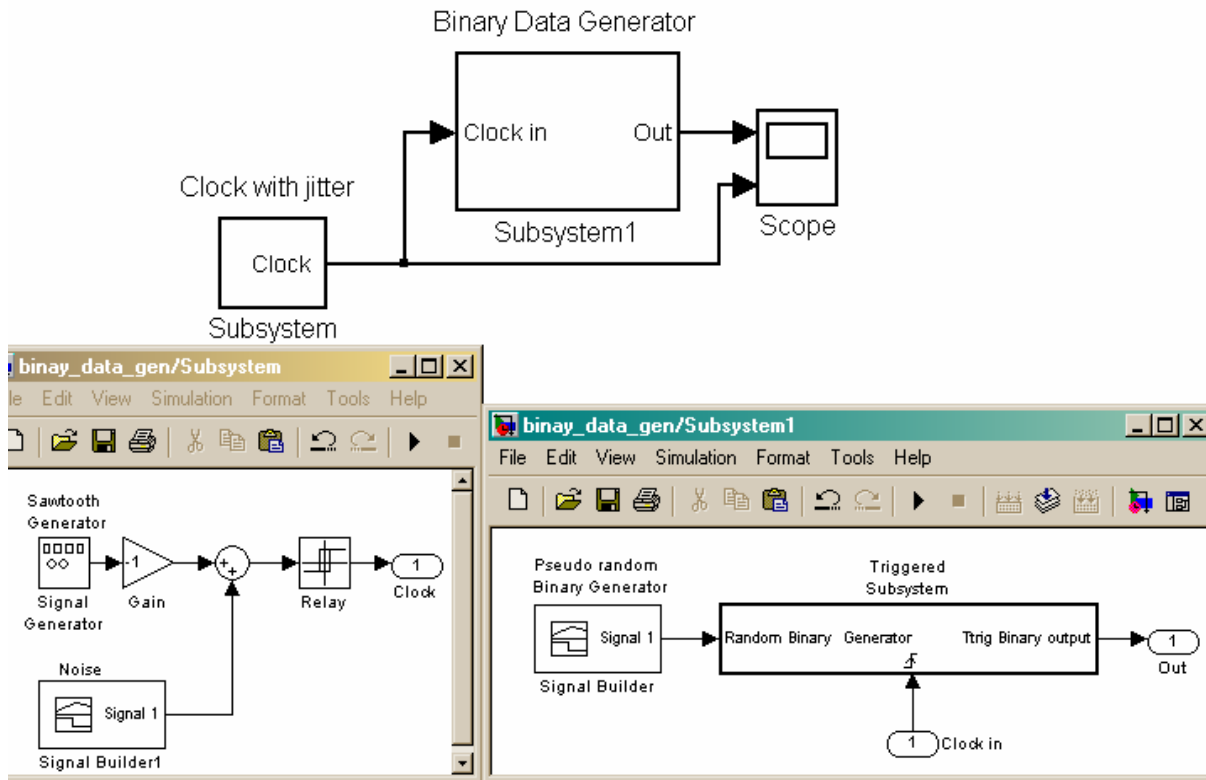 Binary Data Generator
Clock in
Out
Clock with jitter
Subsystem1
Scope
Clock
Subsystem
binay_data_gen/Subsystem
le Edit View Simulation Format Tools Help
Sawtooth
Generator
-1
1
Signal
Generator
Gain
Relay
Clock
Noise
Signal 1
Signal Builder1
binay_data_gen/Subsystem1
File Edit View Simulation Format Tools Help
Pseudo random
Binary Generator
Triggered
Subsystem
Signal 1
Random Binary Generator
Ttrig Binary output
1
Out
Signal Builder
1
Clock in